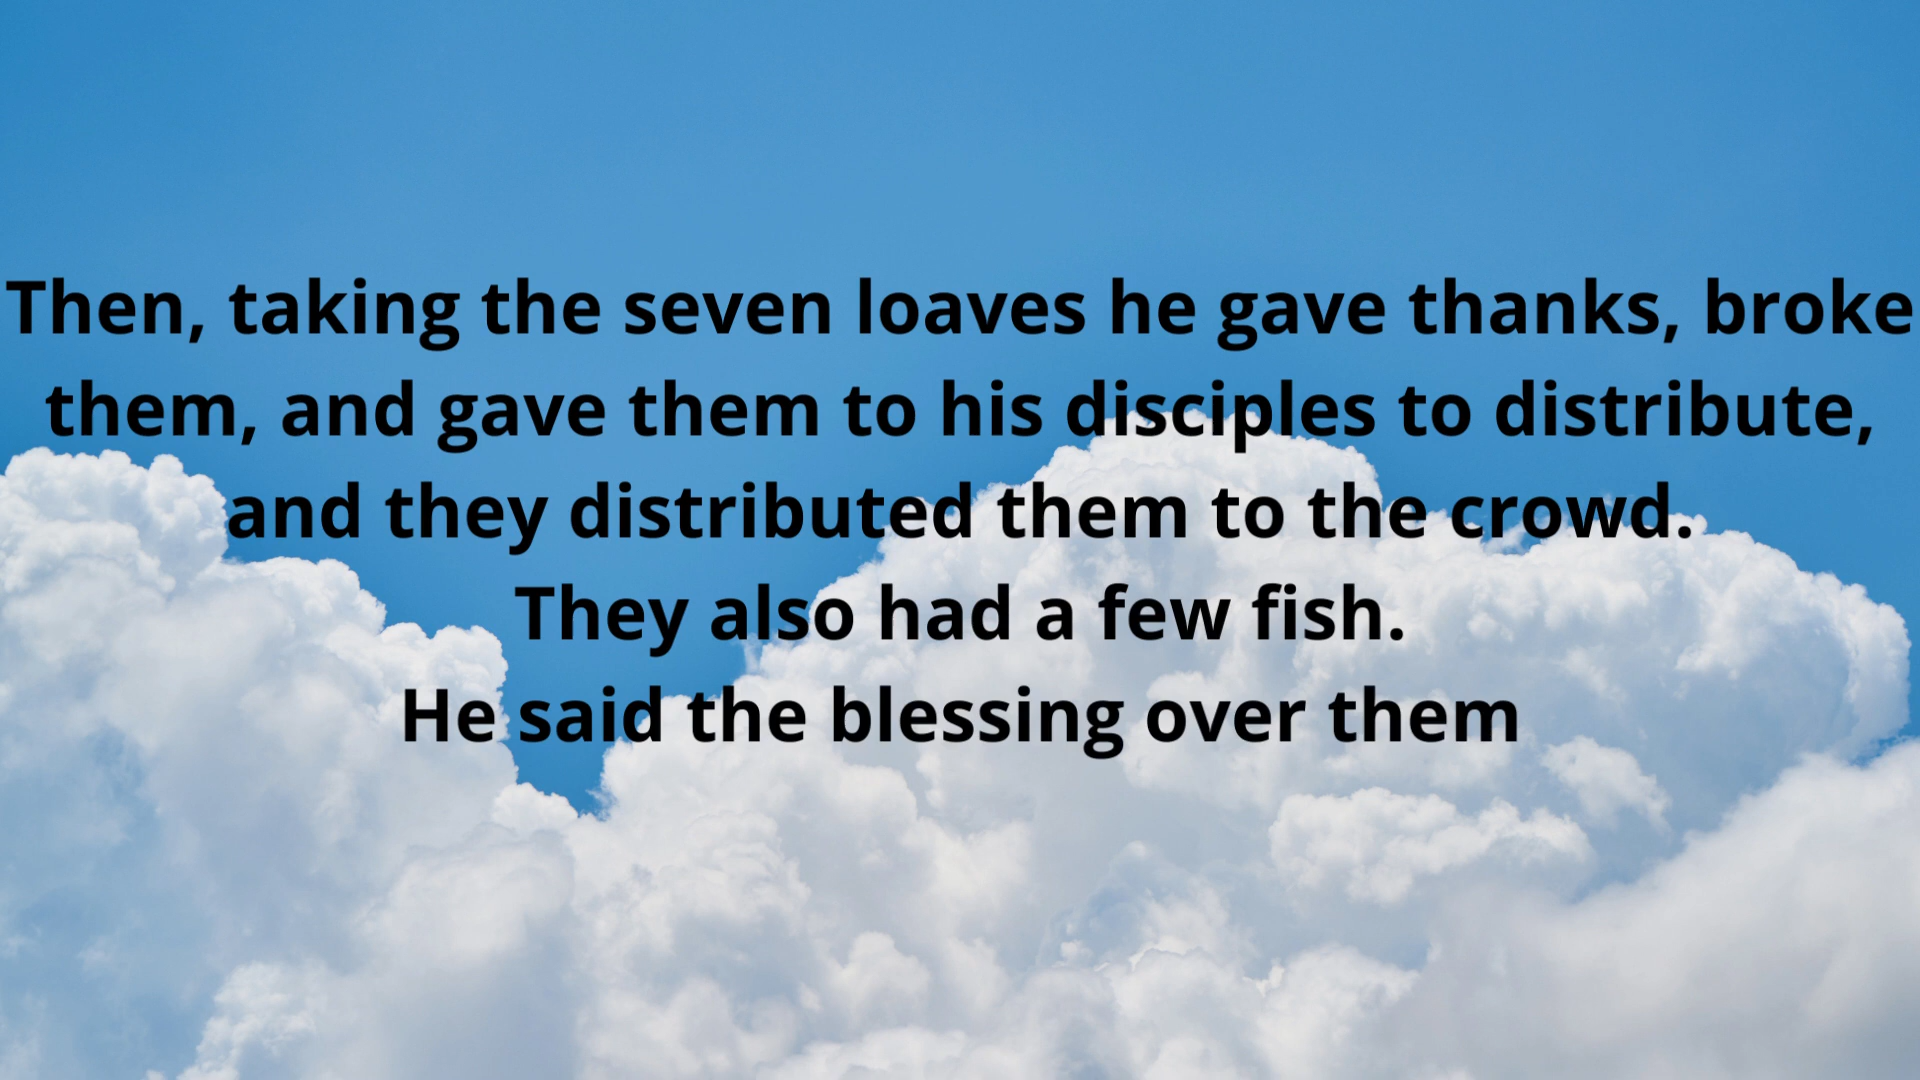 Then, taking the seven loaves he gave thanks, broke
them, and gave them to his disciples to distribute,
and they distributed them to the crowd.
They also had a few fish.
He said the blessing over them